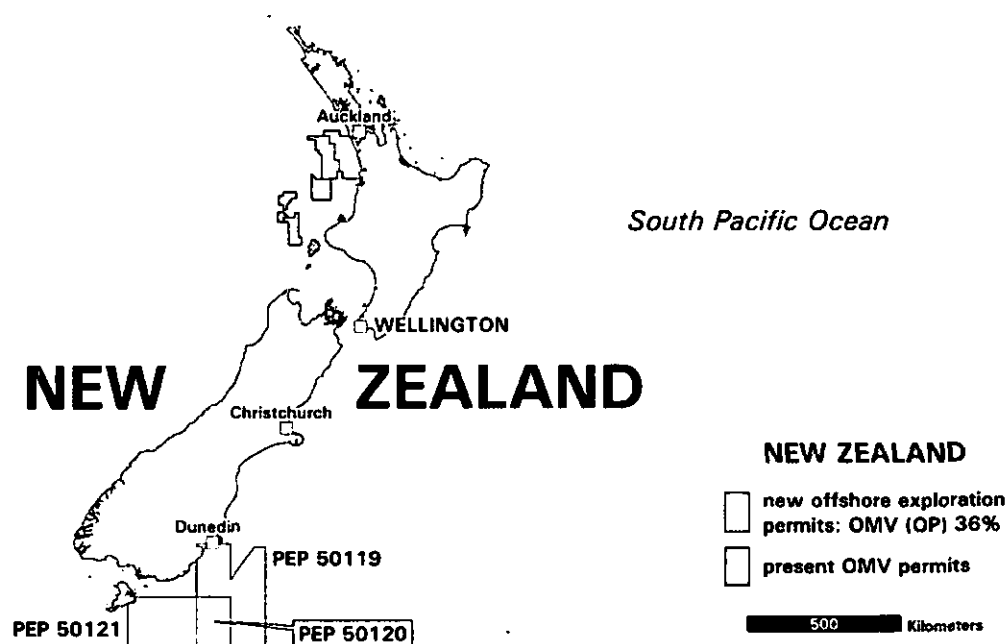 Auckland
South Pacific Ocean
WELLINGTON
NEW ZEALAND
Christchurch
NEW ZEALAND
new offshore exploration
permits: OMV (OP) 36%
present OMV permits
Dunedin
PEP 50119
PEP 50121
PEP 50120
500 Kilometers